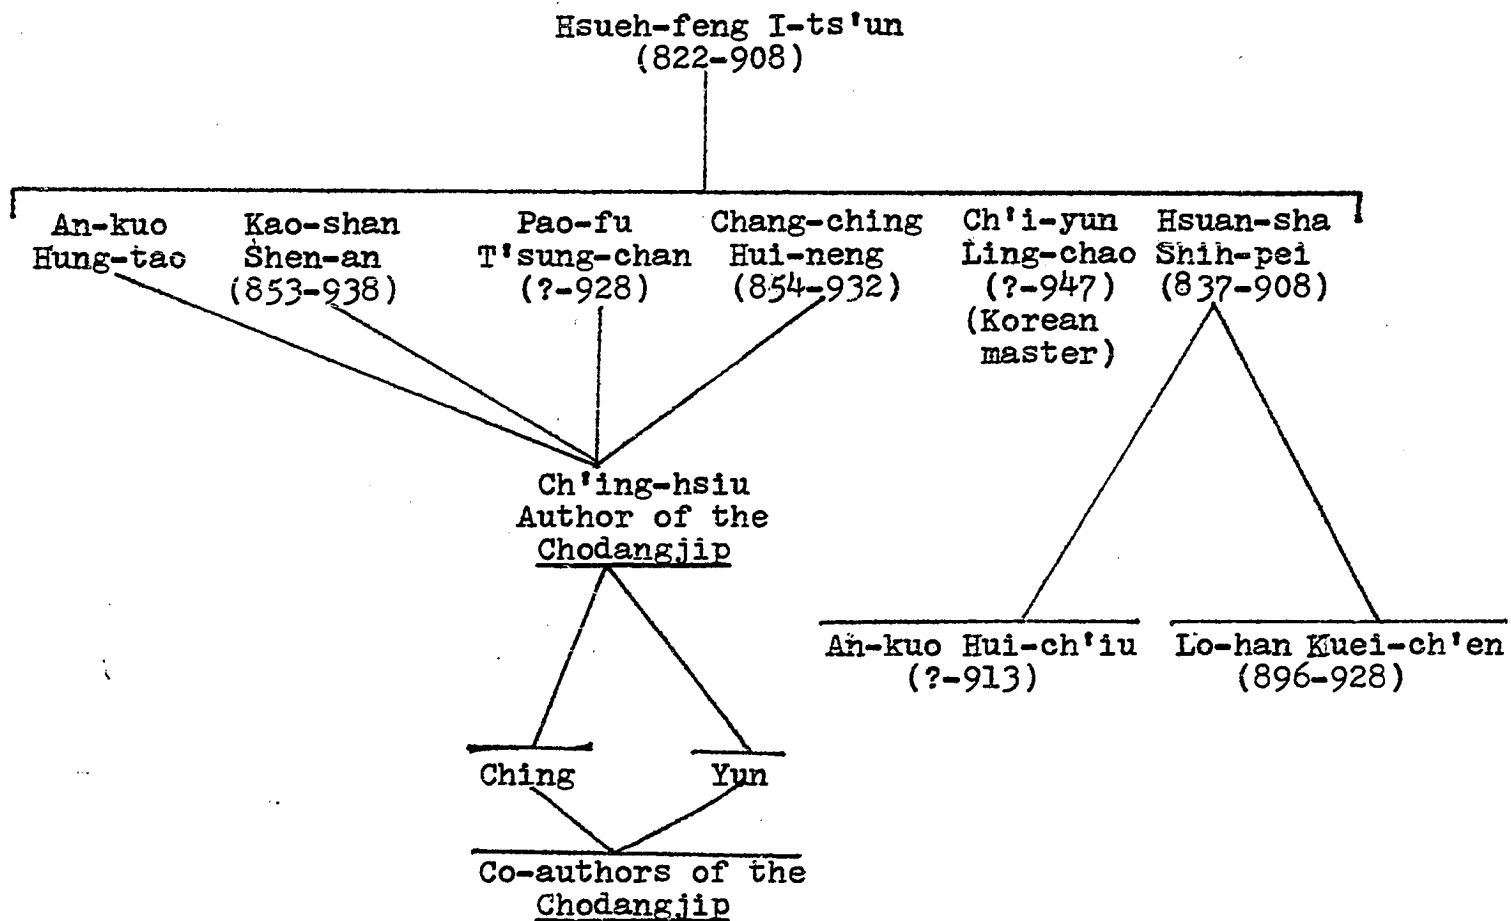 Hsueh-feng I-ts'un
(822-908)
An-kuo
Hung-tao
Kao-shan
Shen-an
(853-938)
Pao-fu
T'sung-chan
(?-928)
Chang-ching
Hui-neng
(854-932)
Ch'i-yun
Ling-chao
(?-947)
(Korean
master)
Hsuan-sha
Shih-pei
(837-908)
Ch'ing-hsiu
Author of the
Chodangjip
An-kuo Hui-ch'iu
(?-913)
Lo-han Kuei-ch'en
(896-928)
Ching
Yun
Co-authors of the
Chodangjip